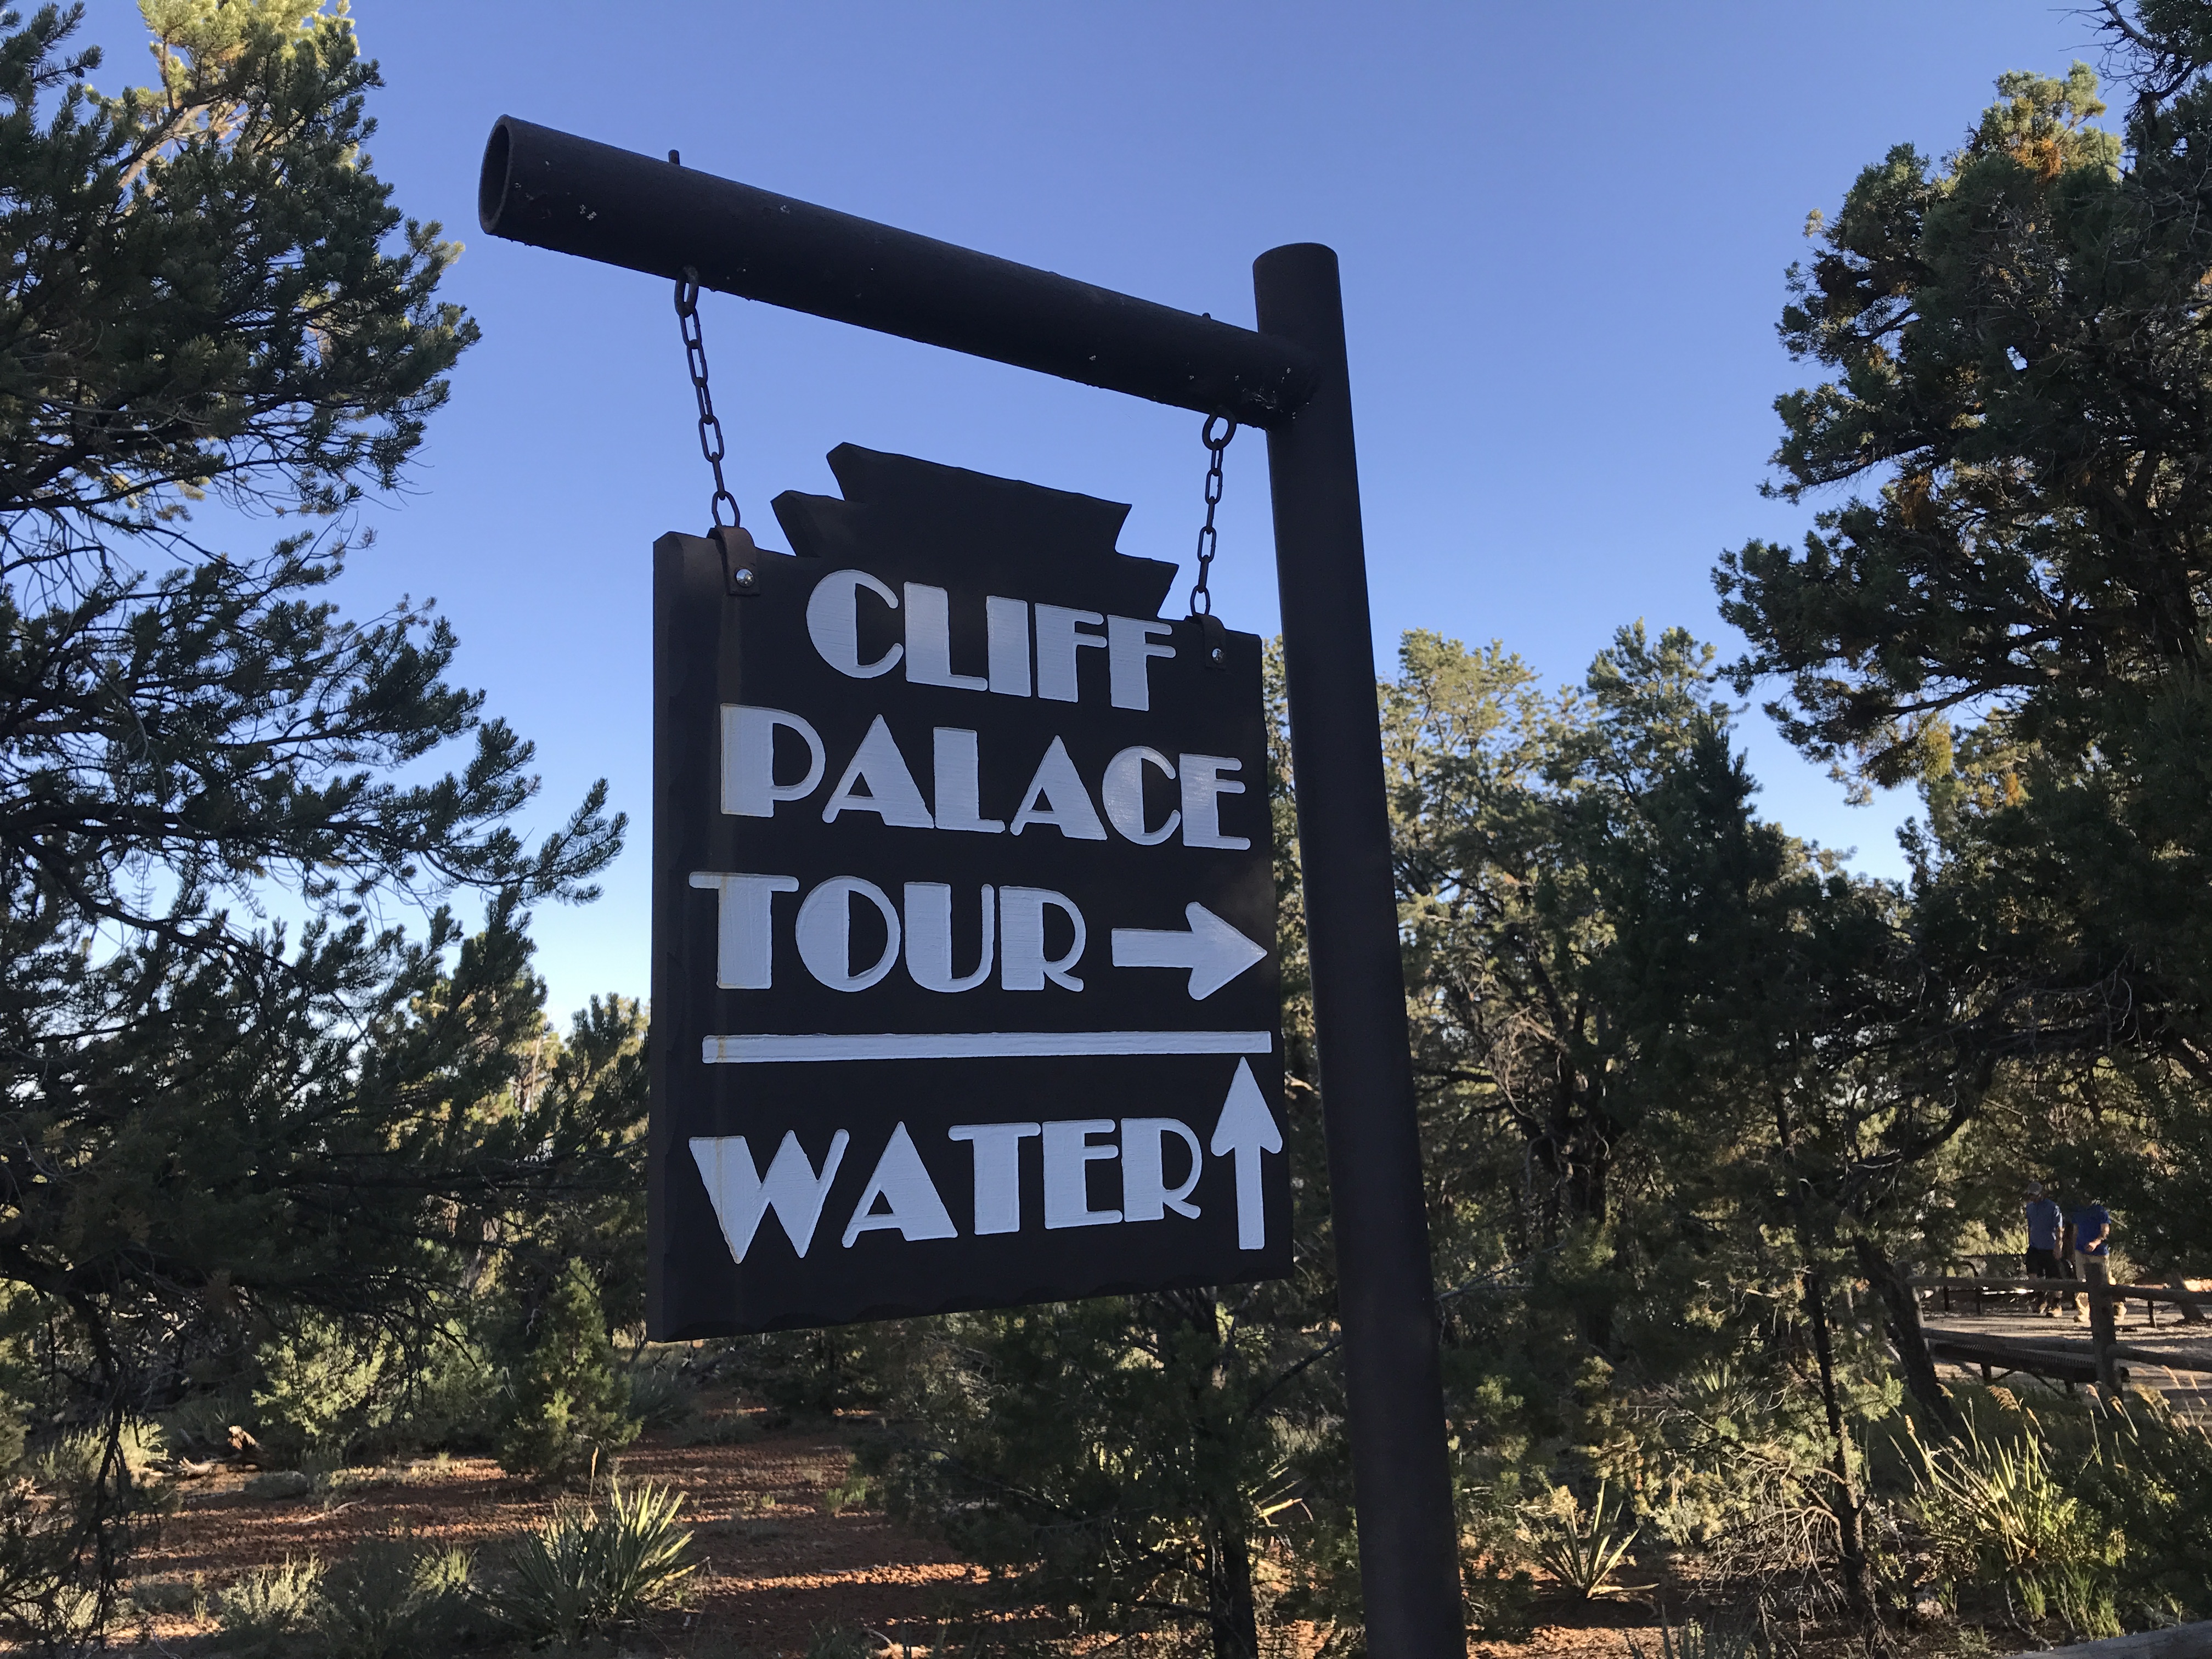 CLIFF
PALACE
TOUR →
WATER ↑